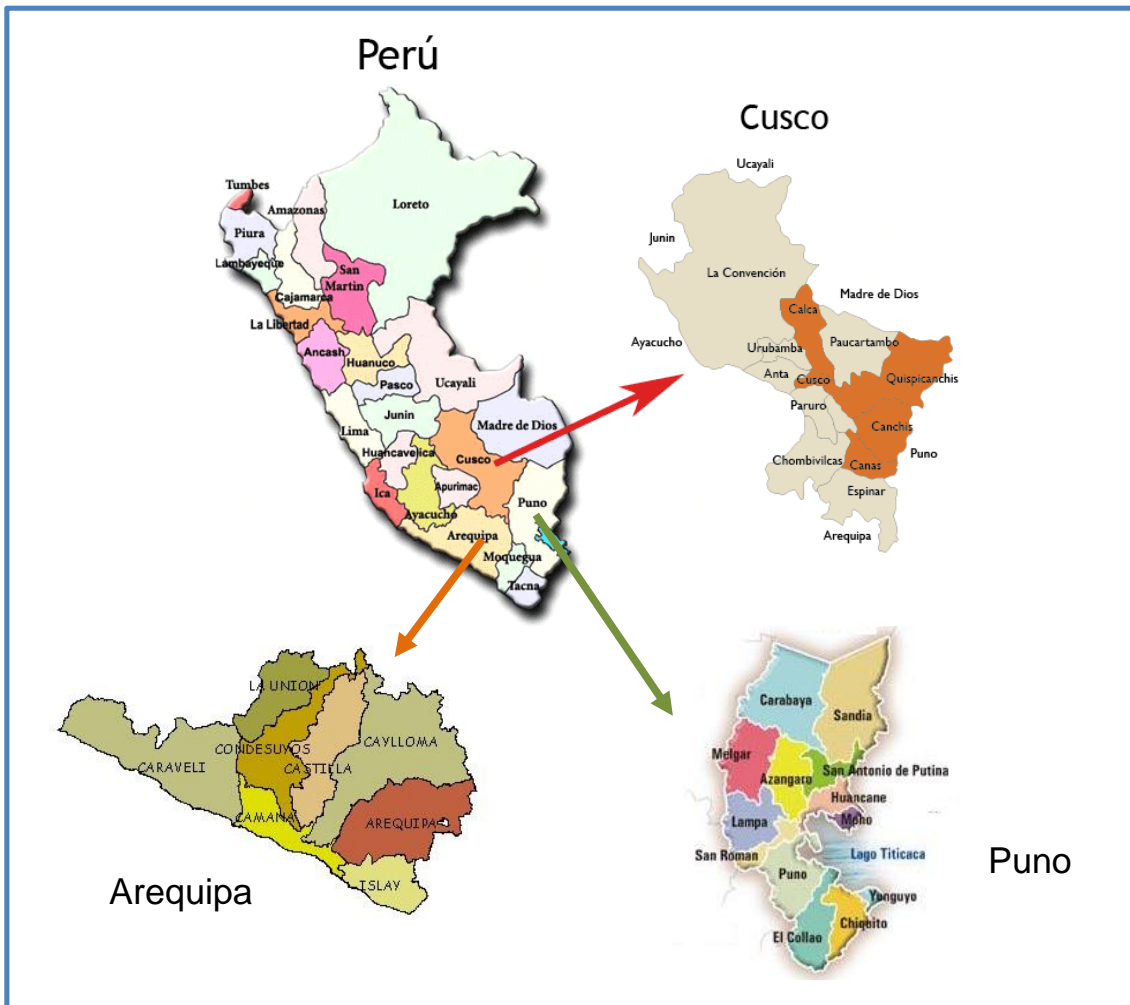 Perú
Tumbes
Amazonas
Loreto
Piura
Lambayeque
San
Martin
Cajamarca
La Libertad
Ancash
Huanuco
Ucayali
Pasco
Junin
Lima
Madre de Dios
Huancavelica
Cusco
Apurimac
Ica
Puno
Ayacucho
Arequipa
Moquegua
Tacna
Cusco
Ucayali
Junin
La Convención
Madre de Dios
Calca
Ayacucho
Urubamba
Paucartambo
Anta
Cusco
Quispicanchis
Paruro
Canchis
Puno
Chombivilcas
Canas
Espinar
Arequipa
LA UNION
CONDESUYOS
CAYLLOMA
CARAVELI
CASTILLA
CAMANA
AREQUIPA
ISLAY
Arequipa
Carabaya
Sandia
Melgar
Azangaro
San Antonio de Putina
Huancane
Lampa
Moho
San Roman
Lago Titicaca
Puno
Yunguyo
Chiquito
El Collao
Puno